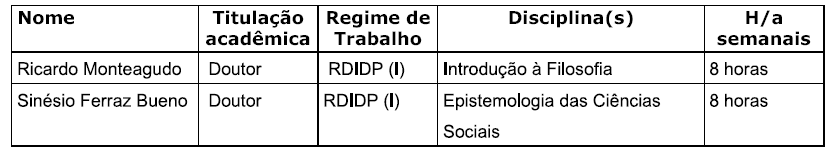 Nome Titulação acadêmica Regime de Trabalho Disciplina(s) H/a semanais
Ricardo Monteagudo Doutor RDIDP (I) Introdução à Filosofia 8 horas
Sinésio Ferraz Bueno Doutor RDIDP (I) Epistemologia das Ciências Sociais 8 horas